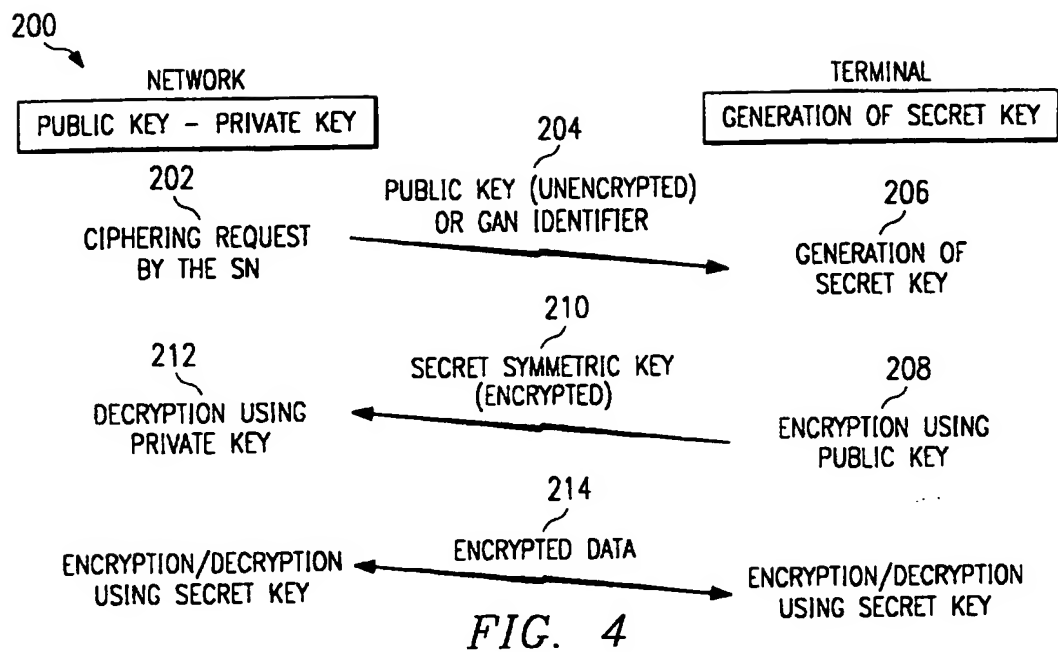 200
NETWORK
PUBLIC KEY - PRIVATE KEY
TERMINAL
GENERATION OF SECRET KEY
202
CIPHERING REQUEST
BY THE SN
204
PUBLIC KEY (UNENCRYPTED)
OR GAN IDENTIFIER
206
GENERATION OF
SECRET KEY
212
DECRYPTION USING
PRIVATE KEY
210
SECRET SYMMETRIC KEY
(ENCRYPTED)
208
ENCRYPTION USING
PUBLIC KEY
ENCRYPTION/DECRYPTION
USING SECRET KEY
214
ENCRYPTED DATA
ENCRYPTION/DECRYPTION
USING SECRET KEY
FIG. 4